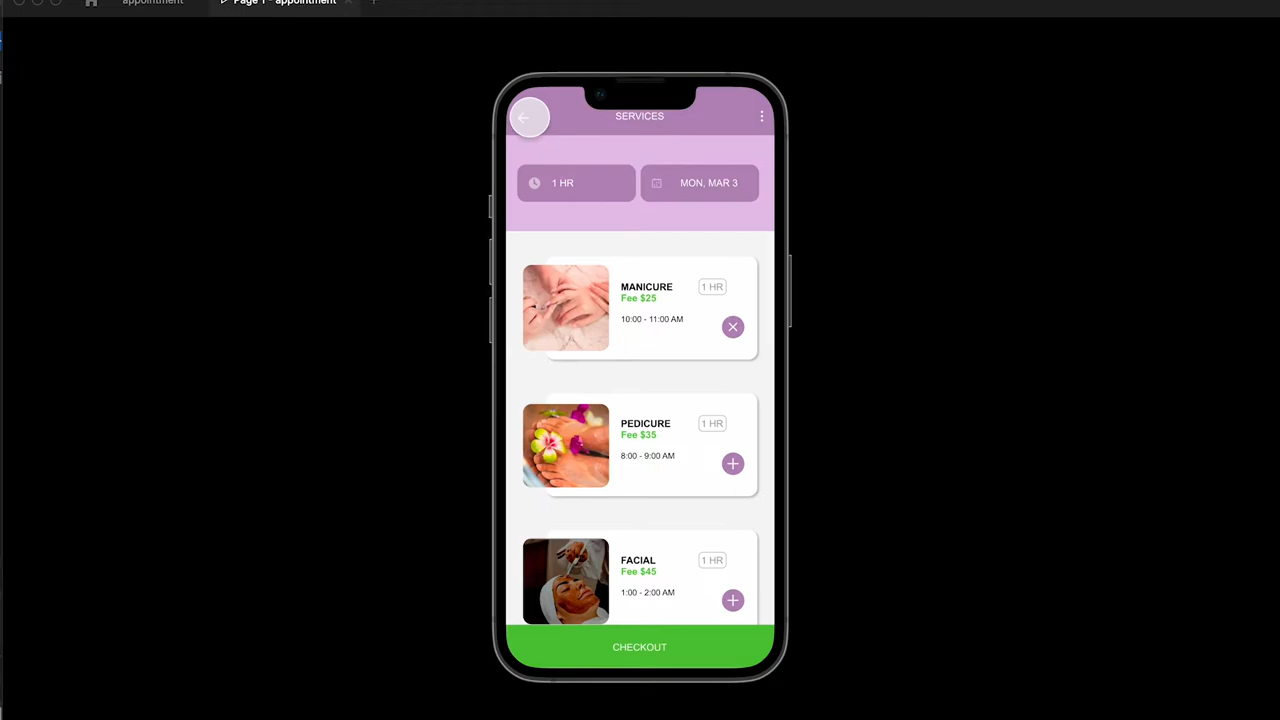 appointment
Page 1 - appointment
SERVICES
1 HR
MON, MAR 3
MANICURE
1 HR
Fee $25
10:00 - 11:00 AM
PEDICURE
1 HR
Fee $35
8:00 - 9:00 AM
FACIAL
1 HR
Fee $45
1:00 - 2:00 AM
CHECKOUT